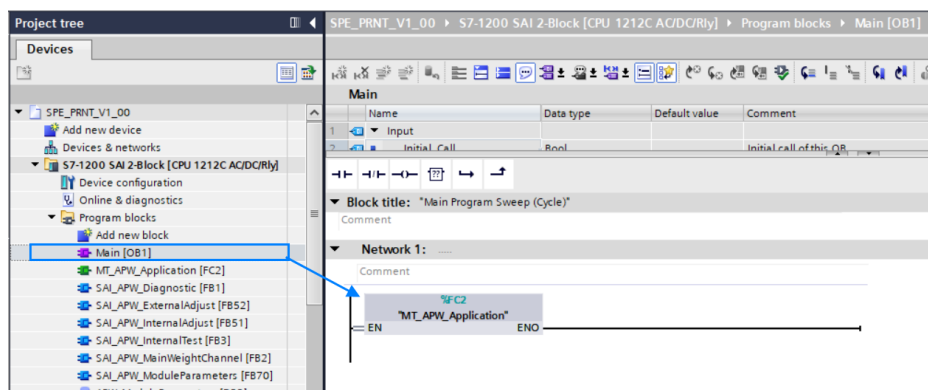 Project tree
Devices
SPE_PRNT_V1_00
Add new device
Devices & networks
S7-1200 SAI 2-Block [CPU 1212C AC/DC/Rly]
Device configuration
Online & diagnostics
Program blocks
Add new block
Main [OB1]
MT_APW_Application [FC2]
SAI_APW_Diagnostic [FB1]
SAI_APW_ExternalAdjust [FB52]
SAI_APW_InternalAdjust [FB51]
SAI_APW_InternalTest [FB3]
SAI_APW_MainWeightChannel [FB2]
SAI_APW_ModuleParameters [FB70]
SPE_PRNT_V1_00 ▸ S7-1200 SAI 2-Block [CPU 1212C AC/DC/Rly] ▸ Program blocks ▸ Main [OB1]
Main
Name Data type Default value Comment
1 Input
2 Initial_Call Bool Initial call of this OB
Block title: "Main Program Sweep (Cycle)"
Comment
Network 1: .....
Comment
%FC2
"MT_APW_Application"
EN ENO